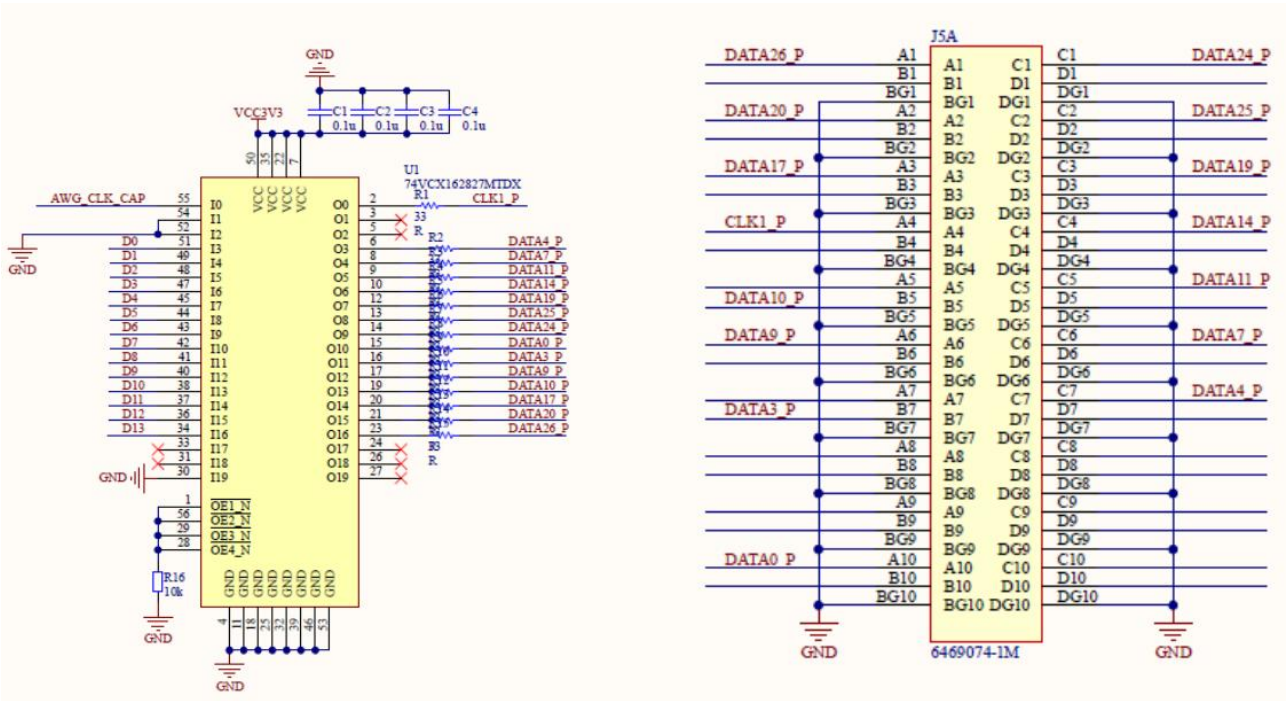 GND
VCC3V3
C1 C2 C3 C4
0.1u 0.1u 0.1u 0.1u
50 35 22 7
VCC VCC VCC VCC
U1
74VCX162827MTDX
AWG_CLK_CAP 55 I0 O0 2 R1 CLK1_P
54 I1 O1 3 33
52 I2 O2 5 R
GND
D0 51 I3 O3 6 R2 DATA4_P
D1 49 I4 O4 8 DATA7_P
D2 48 I5 O5 9 DATA11_P
D3 47 I6 O6 10 DATA14_P
D4 45 I7 O7 12 DATA19_P
D5 44 I8 O8 13 DATA25_P
D6 43 I9 O9 14 DATA24_P
D7 42 I10 O10 15 DATA0_P
D8 41 I11 O11 16 DATA3_P
D9 40 I12 O12 17 DATA9_P
D10 38 I13 O13 19 DATA10_P
D11 37 I14 O14 20 DATA17_P
D12 36 I15 O15 21 DATA20_P
D13 34 I16 O16 23 DATA26_P
33 I17 O17 24
31 I18 O18 26 R
GND 30 I19 O19 27
1 OE1_N
56 OE2_N
29 OE3_N
28 OE4_N
R16
10k
GND
GND GND GND GND GND GND GND GND
4 11 18 25 32 39 46 53
GND
J5A
DATA26_P A1 A1 C1 C1 DATA24_P
B1 B1 D1 D1
BG1 BG1 DG1 DG1
DATA20_P A2 A2 C2 C2 DATA25_P
B2 B2 D2 D2
BG2 BG2 DG2 DG2
DATA17_P A3 A3 C3 C3 DATA19_P
B3 B3 D3 D3
BG3 BG3 DG3 DG3
CLK1_P A4 A4 C4 C4 DATA14_P
B4 B4 D4 D4
BG4 BG4 DG4 DG4
A5 A5 C5 C5 DATA11_P
DATA10_P B5 B5 D5 D5
BG5 BG5 DG5 DG5
DATA9_P A6 A6 C6 C6 DATA7_P
B6 B6 D6 D6
BG6 BG6 DG6 DG6
A7 A7 C7 C7 DATA4_P
DATA3_P B7 B7 D7 D7
BG7 BG7 DG7 DG7
A8 A8 C8 C8
B8 B8 D8 D8
BG8 BG8 DG8 DG8
A9 A9 C9 C9
B9 B9 D9 D9
BG9 BG9 DG9 DG9
DATA0_P A10 A10 C10 C10
B10 B10 D10 D10
BG10 BG10 DG10 DG10
GND GND
6469074-1M